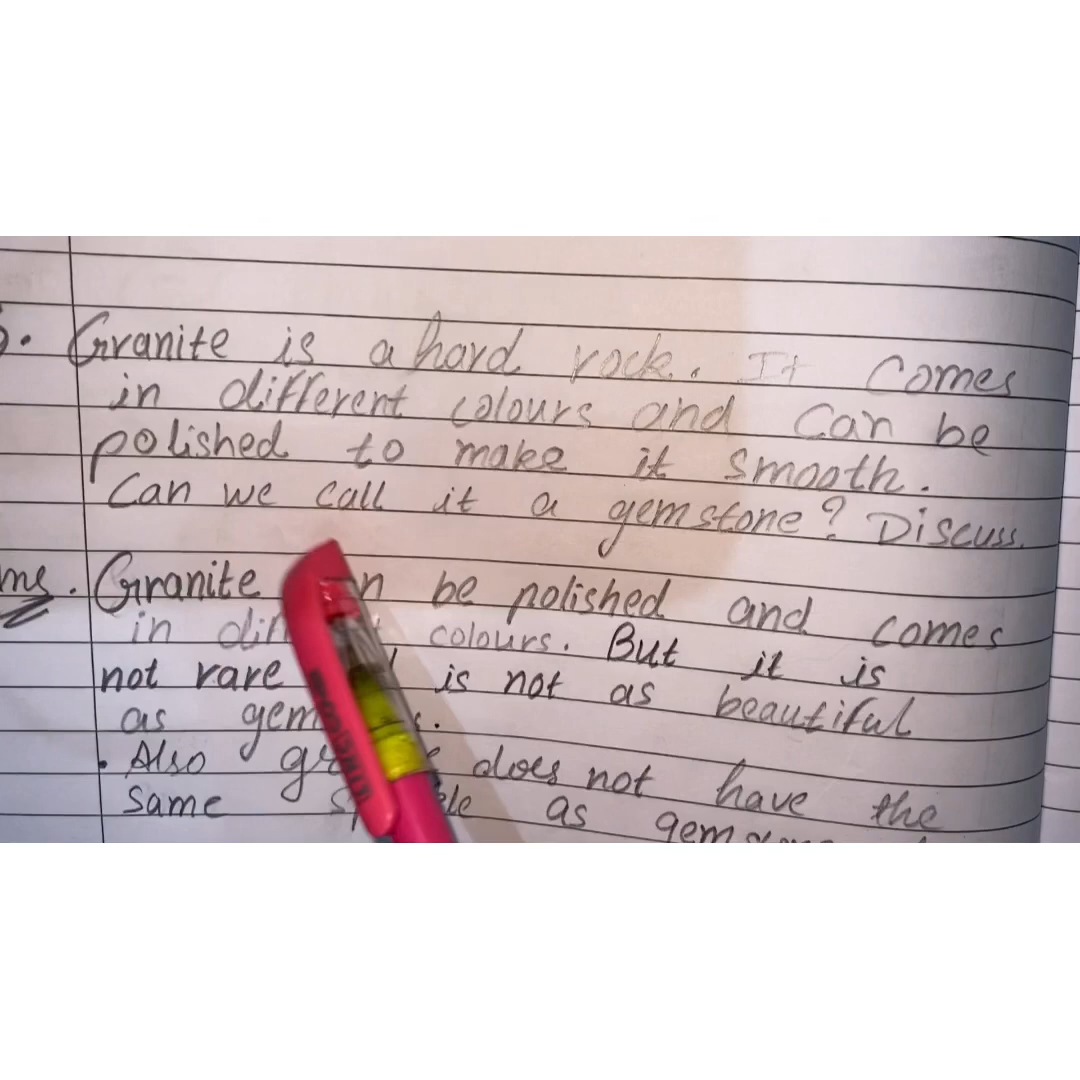 . Granite is a hard rock. It Comes
in different colours and Can be
polished to make it smooth.
Can we call it a gemstone? Discuss.
Ans. Granite be polished and comes
in colours. But it is
not rare is not as beautiful
as
. Also does not have the
same as